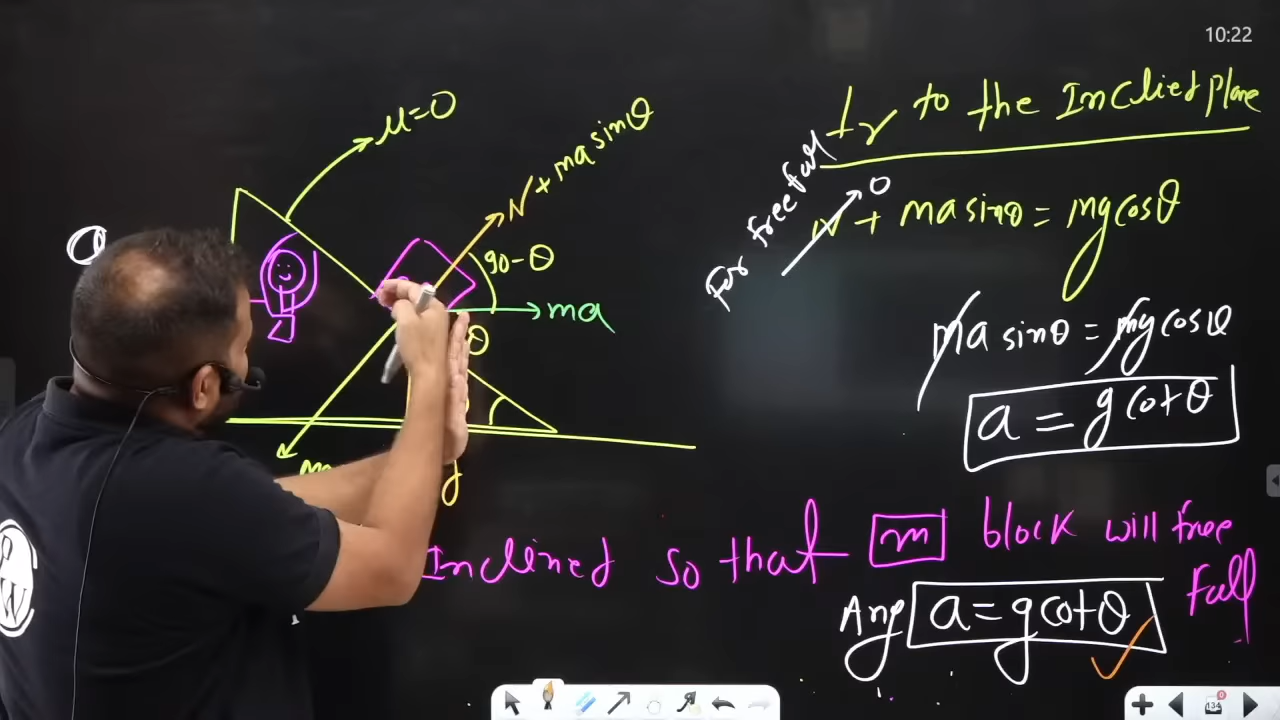 10:22
⊥r to the Inclied plane
μ=0
N + ma sinθ
For free fall
0
N + ma sinθ = mg cosθ
90-θ
a
ma
θ
ma sinθ = mg cosθ
a = g cotθ
m
g
Inclined so that m block will free fall
Ans a = g cotθ
P
W
134